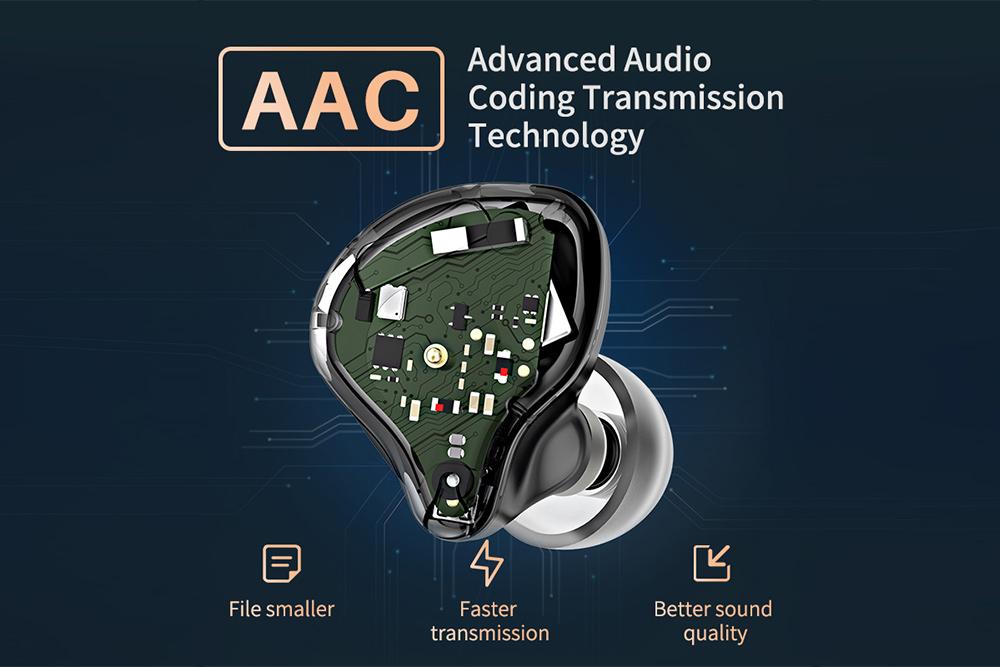 AAC
Advanced Audio
Coding Transmission
Technology
File smaller
Faster
transmission
Better sound
quality